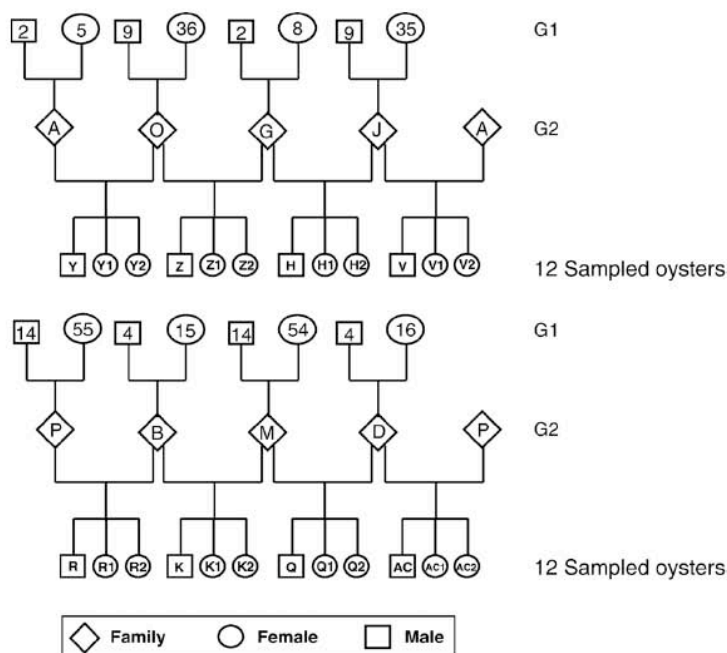 2 5 9 36 2 8 9 35 G1
A O G J A G2
Y Y1 Y2 Z Z1 Z2 H H1 H2 V V1 V2 12 Sampled oysters
14 55 4 15 14 54 4 16 G1
P B M D P G2
R R1 R2 K K1 K2 Q Q1 Q2 AC AC1 AC2 12 Sampled oysters
Family Female Male